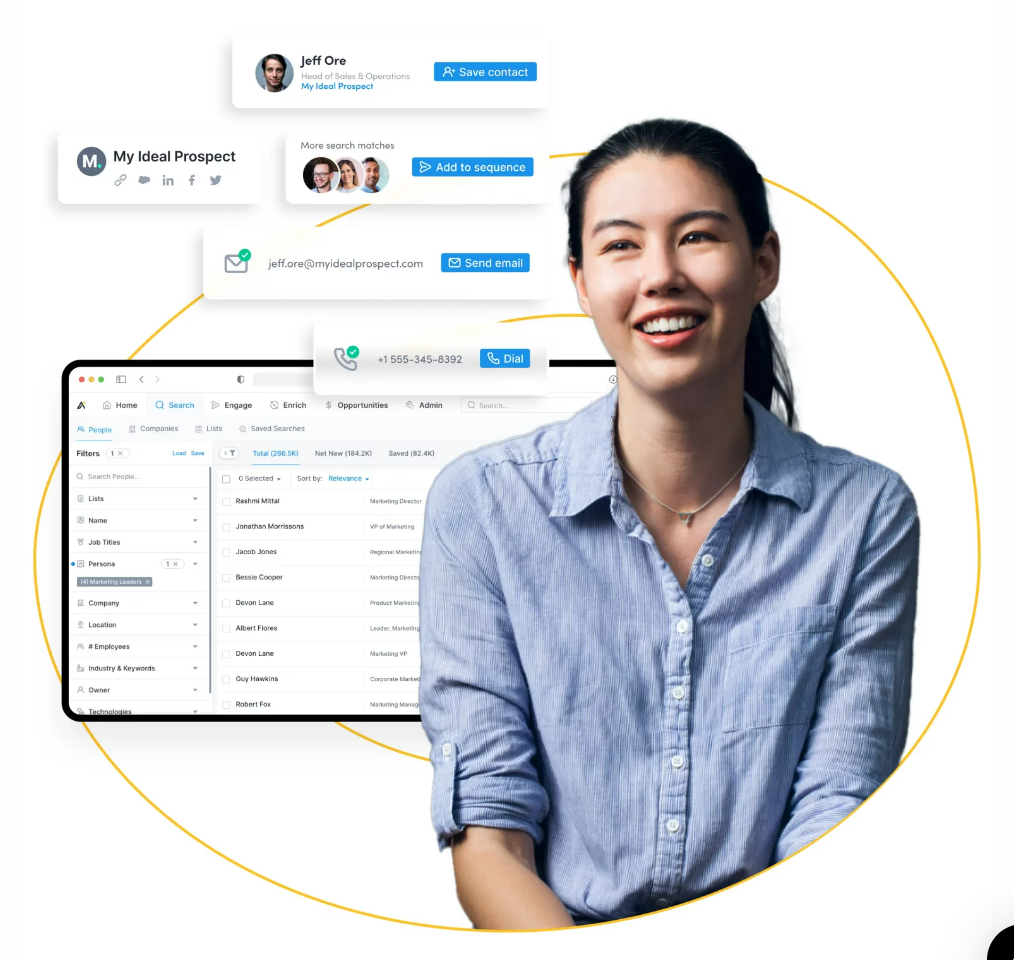 Jeff Ore
Head of Sales & Operations
My Ideal Prospect
Save contact
M.
My Ideal Prospect
More search matches
Add to sequence
jeff.ore@myidealprospect.com
Send email
+1 555-345-8392
Dial
Home
Search
Engage
Enrich
$ Opportunities
Admin
Search...
People
Companies
Lists
Saved Searches
Filters
1 ×
Load
Save
Total (266.5K)
Net New (184.2K)
Saved (82.4K)
Search People...
0 Selected
Sort by: Relevance
Lists
Name
Job Titles
Persona
1 ×
(4) Marketing Leaders ×
Company
Location
# Employees
Industry & Keywords
Owner
Technologies
Rashmi Mittal
Marketing Director
Jonathan Morrissons
VP of Marketing
Jacob Jones
Regional Marketing
Bessie Cooper
Marketing Directo
Devon Lane
Product Marketing
Albert Flores
Leader, Marketing
Devon Lane
Marketing VP
Guy Hawkins
Corporate Market
Robert Fox
Marketing Manag